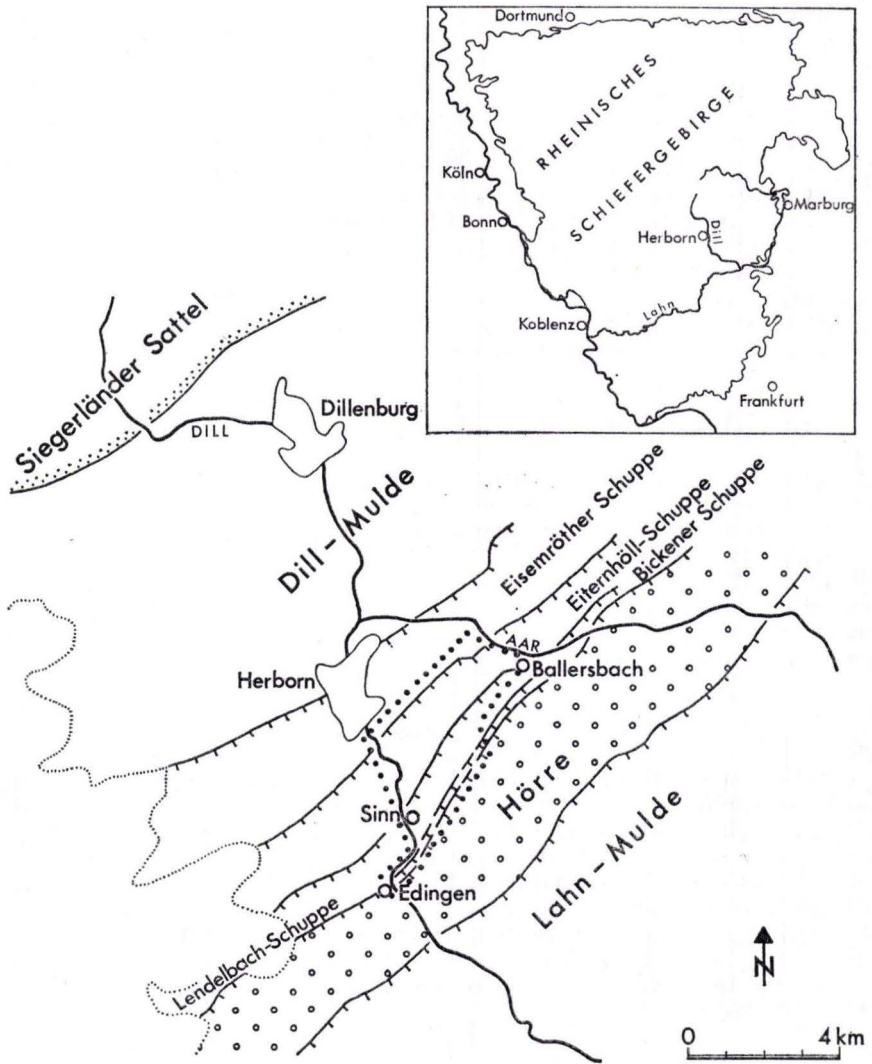 Dortmund
RHEINISCHES
SCHIEFERGEBIRGE
Köln
Bonn
Marburg
Herborn
Dill
Koblenz
Lahn
Frankfurt
Siegerländer Sattel
DILL
Dillenburg
Dill-Mulde
Eisemröther Schuppe
Eiternhöll-Schuppe
Bickener Schuppe
AAR
Herborn
Ballersbach
Hörre
Sinn
Edingen
Lahn-Mulde
Lendelbach-Schuppe
N
0 4 km